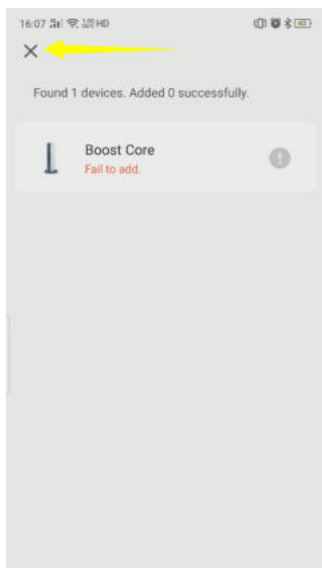 16:07 HD
Found 1 devices. Added 0 successfully.
Boost Core
Fail to add.